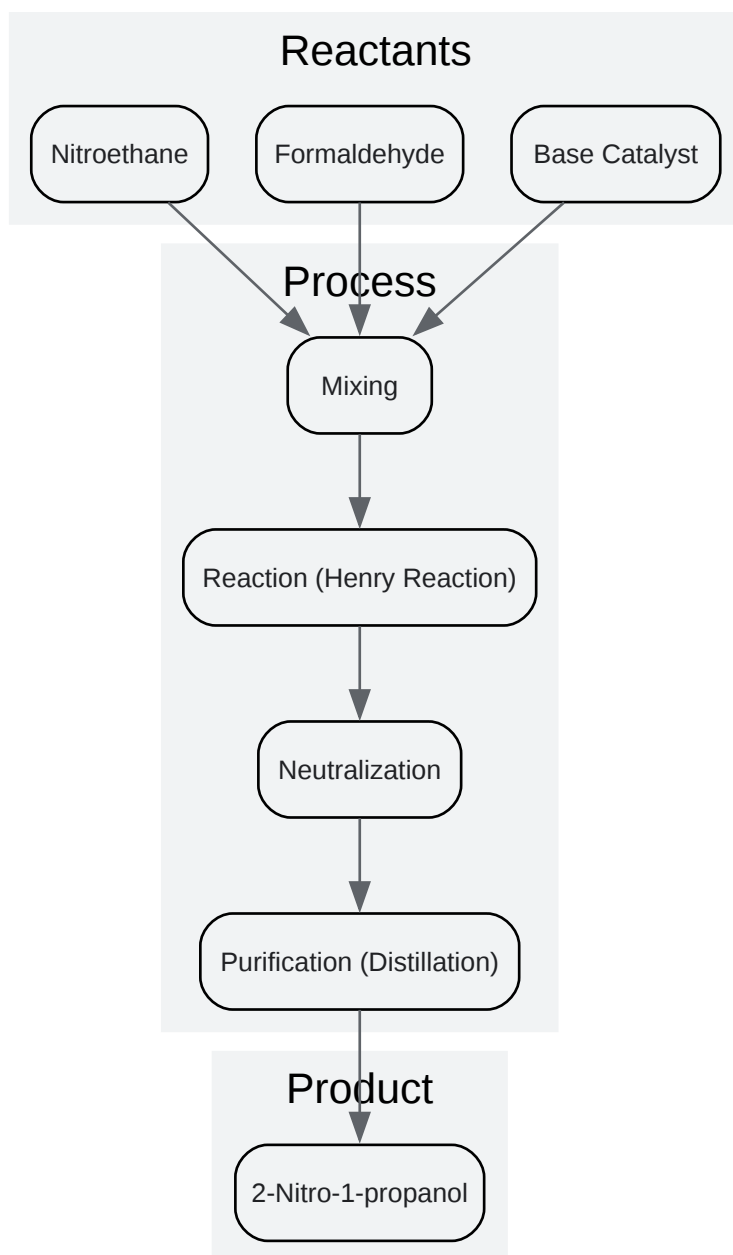 Reactants
Nitroethane
Formaldehyde
Base Catalyst
Process
Mixing
Reaction (Henry Reaction)
Neutralization
Purification (Distillation)
Product
2-Nitro-1-propanol